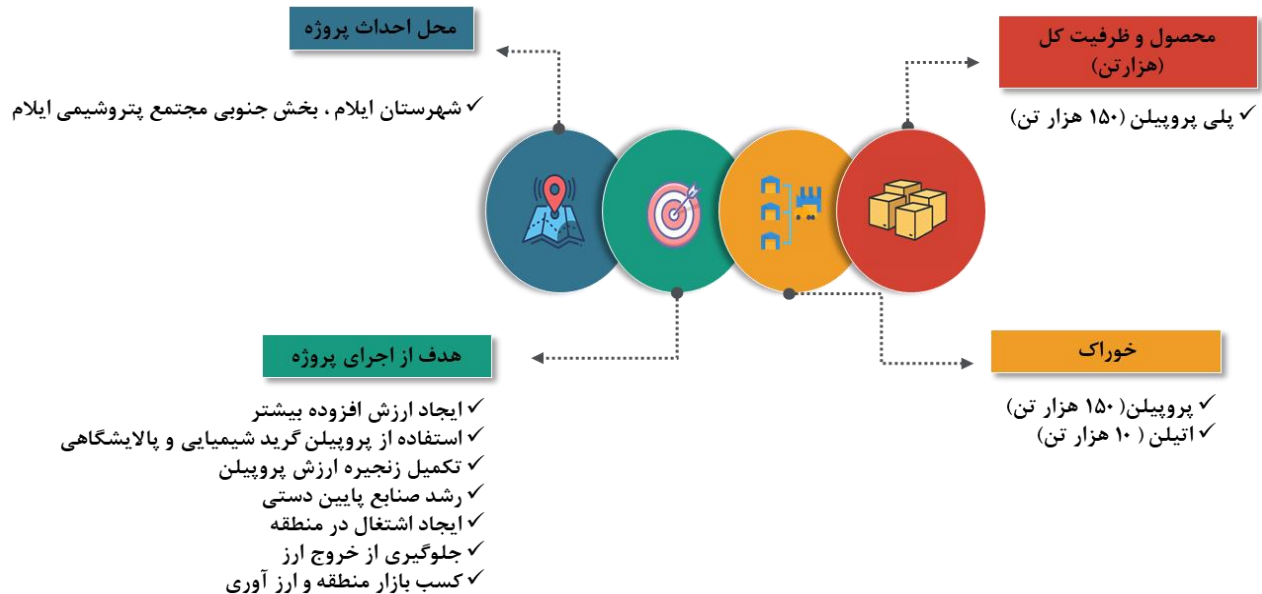 محصول و ظرفیت کل
(هزارتن)
✓ پلی پروپیلن (۱۵۰ هزار تن)
محل احداث پروژه
✓ شهرستان ایلام ، بخش جنوبی مجتمع پتروشیمی ایلام
خوراک
✓ پروپیلن( ۱۵۰ هزار تن)
✓ اتیلن ( ۱۰ هزار تن)
هدف از اجرای پروژه
✓ ایجاد ارزش افزوده بیشتر
✓ استفاده از پروپیلن گرید شیمیایی و پالایشگاهی
✓ تکمیل زنجیره ارزش پروپیلن
✓ رشد صنایع پایین دستی
✓ ایجاد اشتغال در منطقه
✓ جلوگیری از خروج ارز
✓ کسب بازار منطقه و ارز آوری